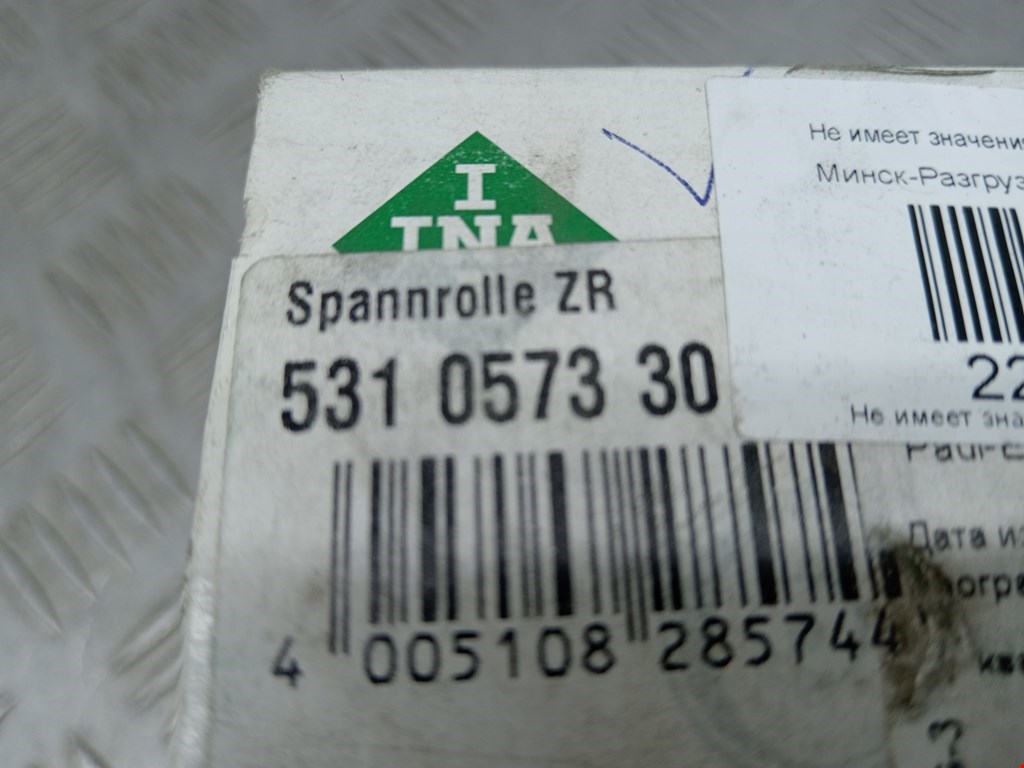 I
INA
Spannrolle ZR
531 0573 30
4 005108 285744
Не имеет значения
Минск-Разгруз
22
Не имеет зна
Дата из